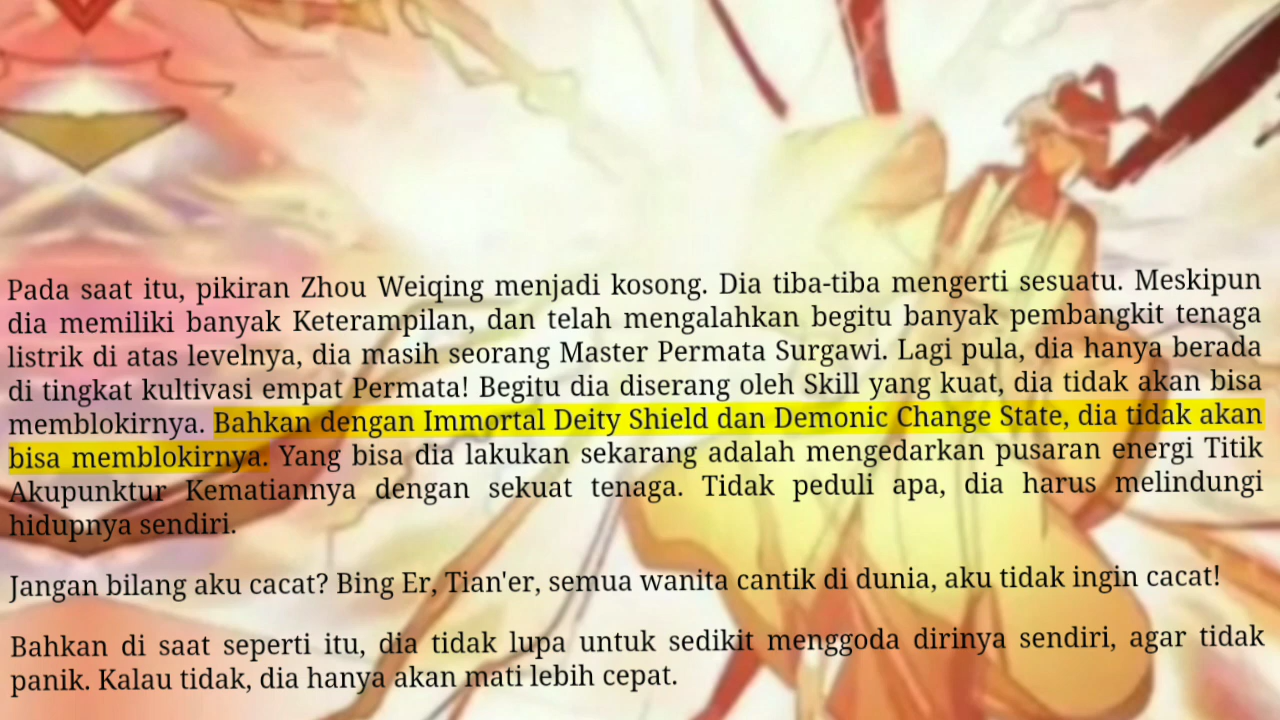 Pada saat itu, pikiran Zhou Weiqing menjadi kosong. Dia tiba-tiba mengerti sesuatu. Meskipun
dia memiliki banyak Keterampilan, dan telah mengalahkan begitu banyak pembangkit tenaga
listrik di atas levelnya, dia masih seorang Master Permata Surgawi. Lagi pula, dia hanya berada
di tingkat kultivasi empat Permata! Begitu dia diserang oleh Skill yang kuat, dia tidak akan bisa
memblokirnya. Bahkan dengan Immortal Deity Shield dan Demonic Change State, dia tidak akan
bisa memblokirnya. Yang bisa dia lakukan sekarang adalah mengedarkan pusaran energi Titik
Akupunktur Kematiannya dengan sekuat tenaga. Tidak peduli apa, dia harus melindungi
hidupnya sendiri.
Jangan bilang aku cacat? Bing Er, Tian'er, semua wanita cantik di dunia, aku tidak ingin cacat!
Bahkan di saat seperti itu, dia tidak lupa untuk sedikit menggoda dirinya sendiri, agar tidak
panik. Kalau tidak, dia hanya akan mati lebih cepat.